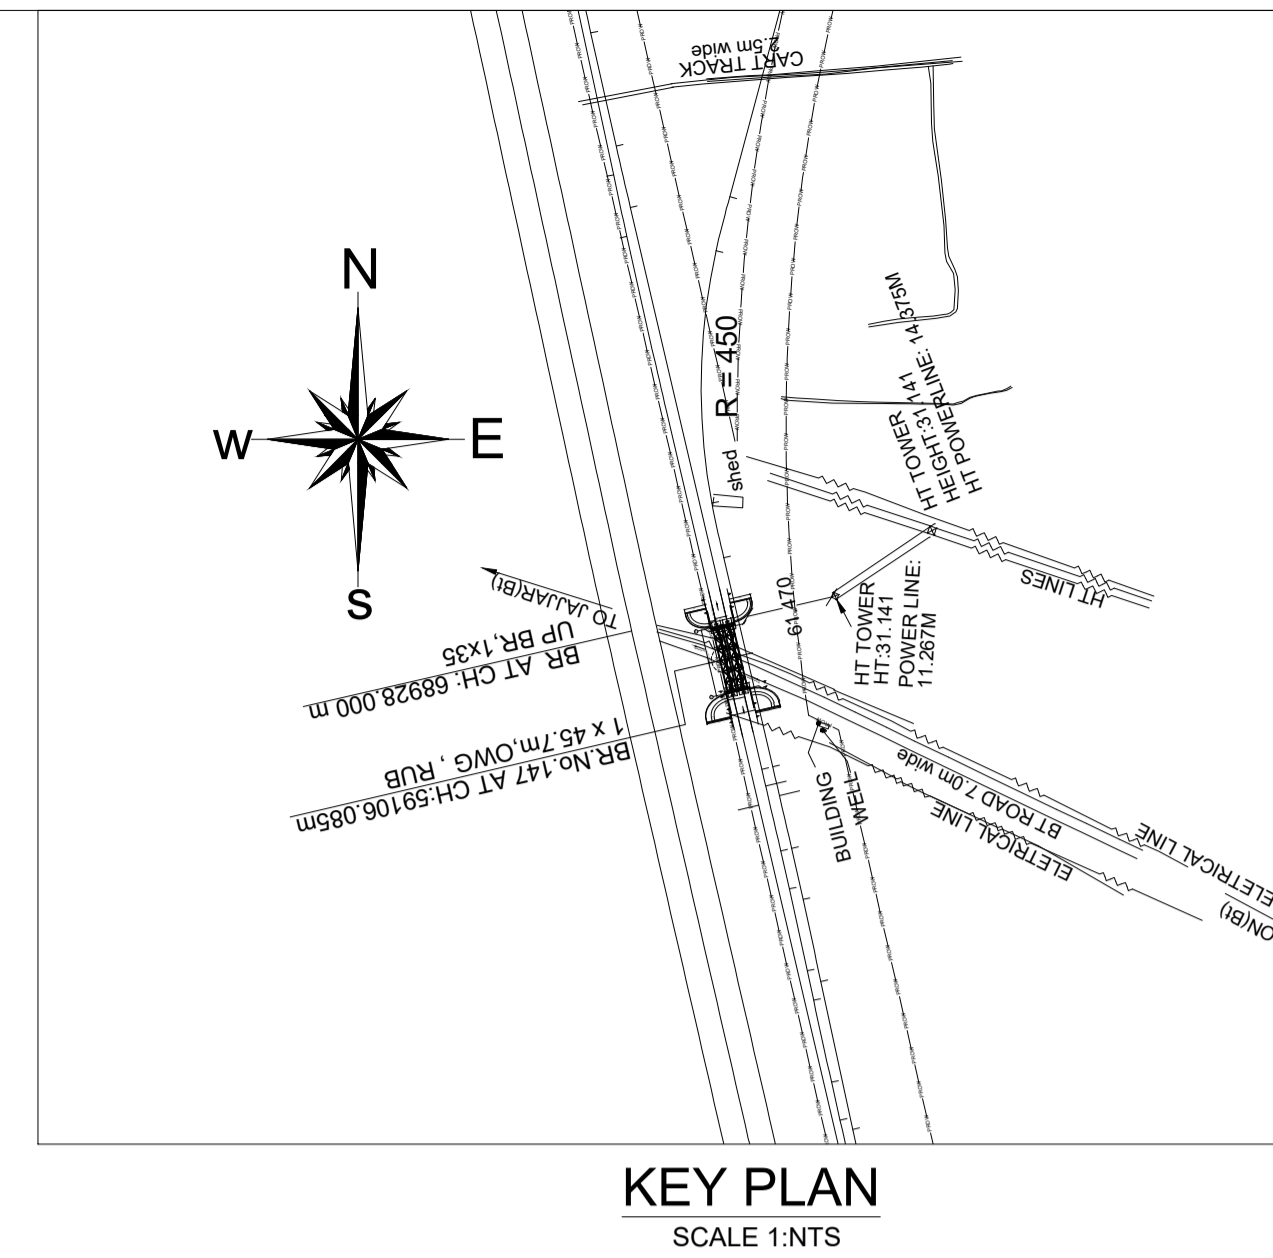 CART TRACK
2.5m wide
N
W
E
S
R = 450
shed
HT TOWER
HEIGHT:31.141
HT POWERLINE: 14.375M
HT LINES
TO JAJJAR(Bt)
BR. AT CH: 68928.000 m
UP BR,1x35
61.470
HT TOWER
HT:31.141
POWER LINE:
11.267M
BR.No.147 AT CH:59106.085m
1 x 45.7m,OWG , RUB
BUILDING
WELL
BT ROAD 7.0m wide
ELETRICAL LINE
ELETRICAL LINE
ON(Bt)
PROW
KEY PLAN
SCALE 1:NTS